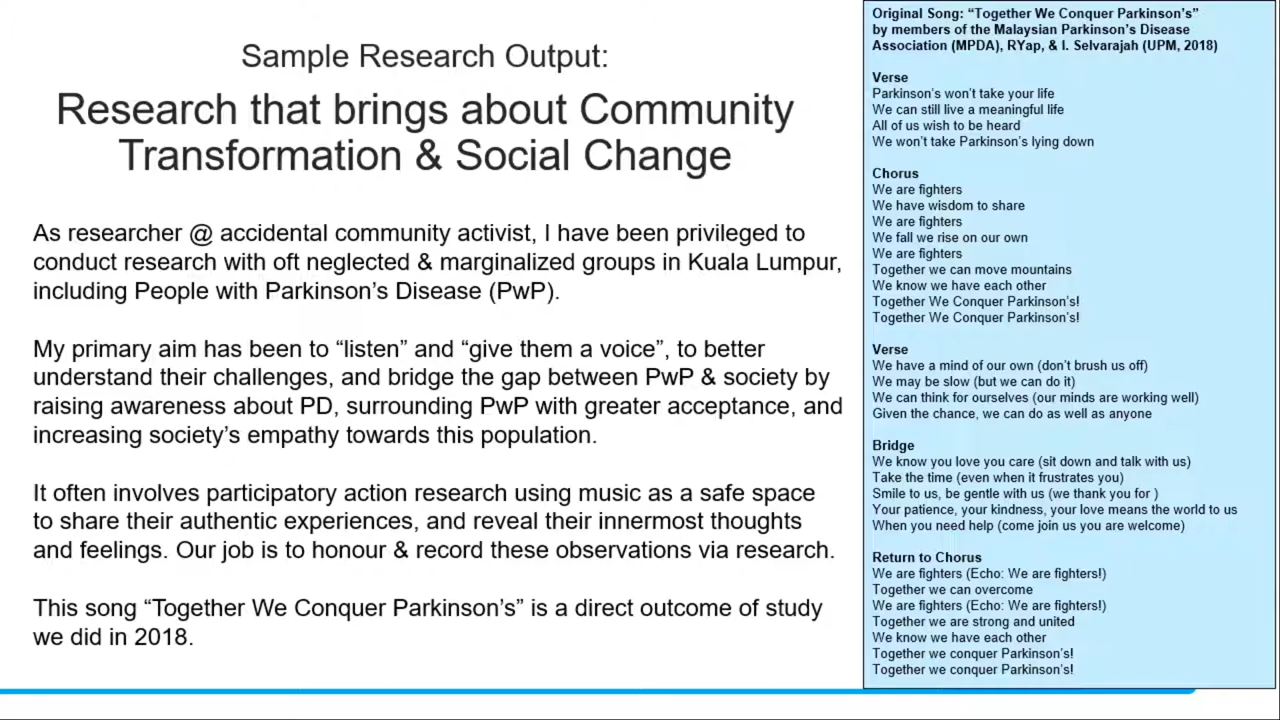 Sample Research Output:
Research that brings about Community
Transformation & Social Change
As researcher @ accidental community activist, I have been privileged to
conduct research with oft neglected & marginalized groups in Kuala Lumpur,
including People with Parkinson’s Disease (PwP).
My primary aim has been to “listen” and “give them a voice”, to better
understand their challenges, and bridge the gap between PwP & society by
raising awareness about PD, surrounding PwP with greater acceptance, and
increasing society’s empathy towards this population.
It often involves participatory action research using music as a safe space
to share their authentic experiences, and reveal their innermost thoughts
and feelings. Our job is to honour & record these observations via research.
This song “Together We Conquer Parkinson’s” is a direct outcome of study
we did in 2018.
Original Song: “Together We Conquer Parkinson’s”
by members of the Malaysian Parkinson’s Disease
Association (MPDA), RYap, & I. Selvarajah (UPM, 2018)
Verse
Parkinson’s won’t take your life
We can still live a meaningful life
All of us wish to be heard
We won’t take Parkinson’s lying down
Chorus
We are fighters
We have wisdom to share
We are fighters
We fall we rise on our own
We are fighters
Together we can move mountains
We know we have each other
Together We Conquer Parkinson’s!
Together We Conquer Parkinson’s!
Verse
We have a mind of our own (don’t brush us off)
We may be slow (but we can do it)
We can think for ourselves (our minds are working well)
Given the chance, we can do as well as anyone
Bridge
We know you love you care (sit down and talk with us)
Take the time (even when it frustrates you)
Smile to us, be gentle with us (we thank you for )
Your patience, your kindness, your love means the world to us
When you need help (come join us you are welcome)
Return to Chorus
We are fighters (Echo: We are fighters!)
Together we can overcome
We are fighters (Echo: We are fighters!)
Together we are strong and united
We know we have each other
Together we conquer Parkinson’s!
Together we conquer Parkinson’s!